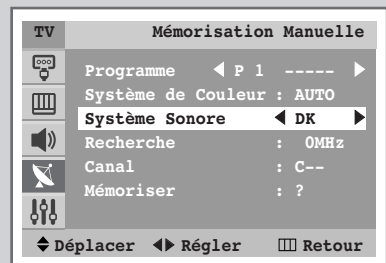 TV Mémorisation Manuelle
Programme ◀ P 1 ----- ▶
Système de Couleur : AUTO
Système Sonore ◀ DK ▶
Recherche : 0MHz
Canal : C--
Mémoriser : ?
Déplacer Régler Retour